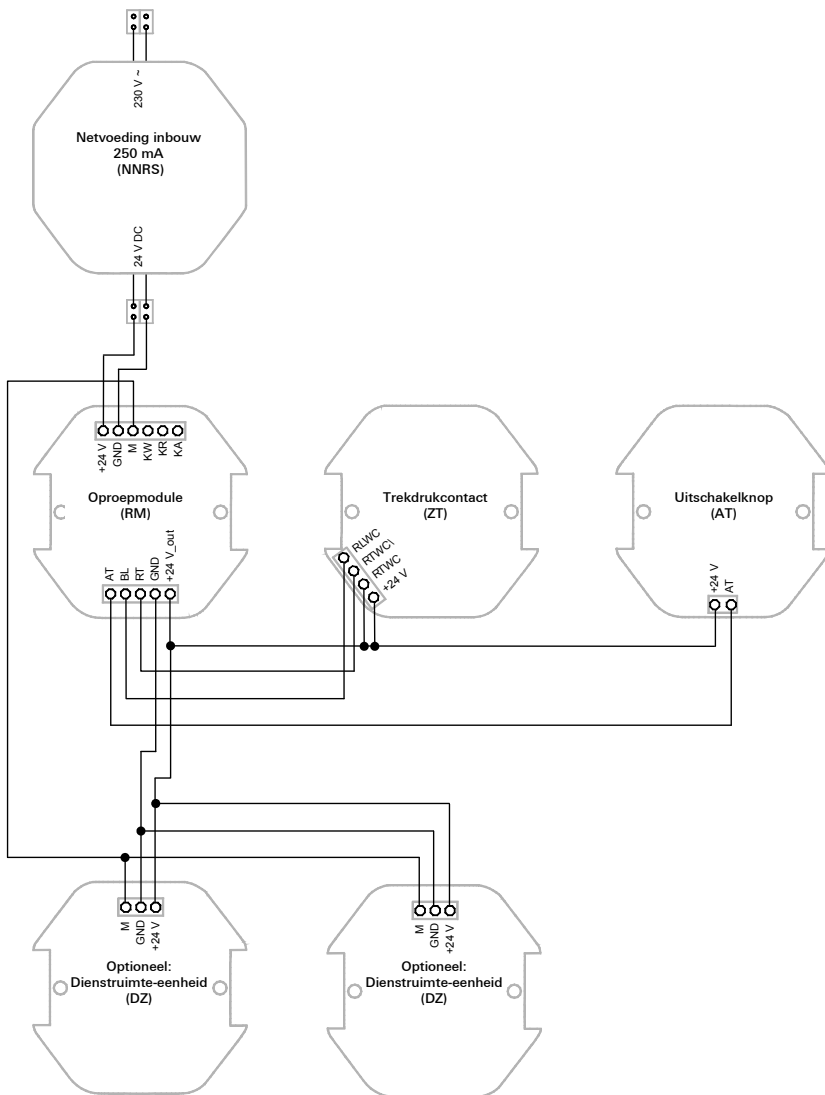 230 V ~
Netvoeding inbouw
250 mA
(NNRS)
24 V DC
+24 V
GND
M
KW
KR
KA
Oproepmodule
(RM)
AT
BL
RT
GND
+24 V_out
Trekdrukcontact
(ZT)
RLWC
RTWC\
RTWC
+24 V
Uitschakelknop
(AT)
+24 V
AT
M
GND
+24 V
Optioneel:
Dienstruimte-eenheid
(DZ)
M
GND
+24 V
Optioneel:
Dienstruimte-eenheid
(DZ)